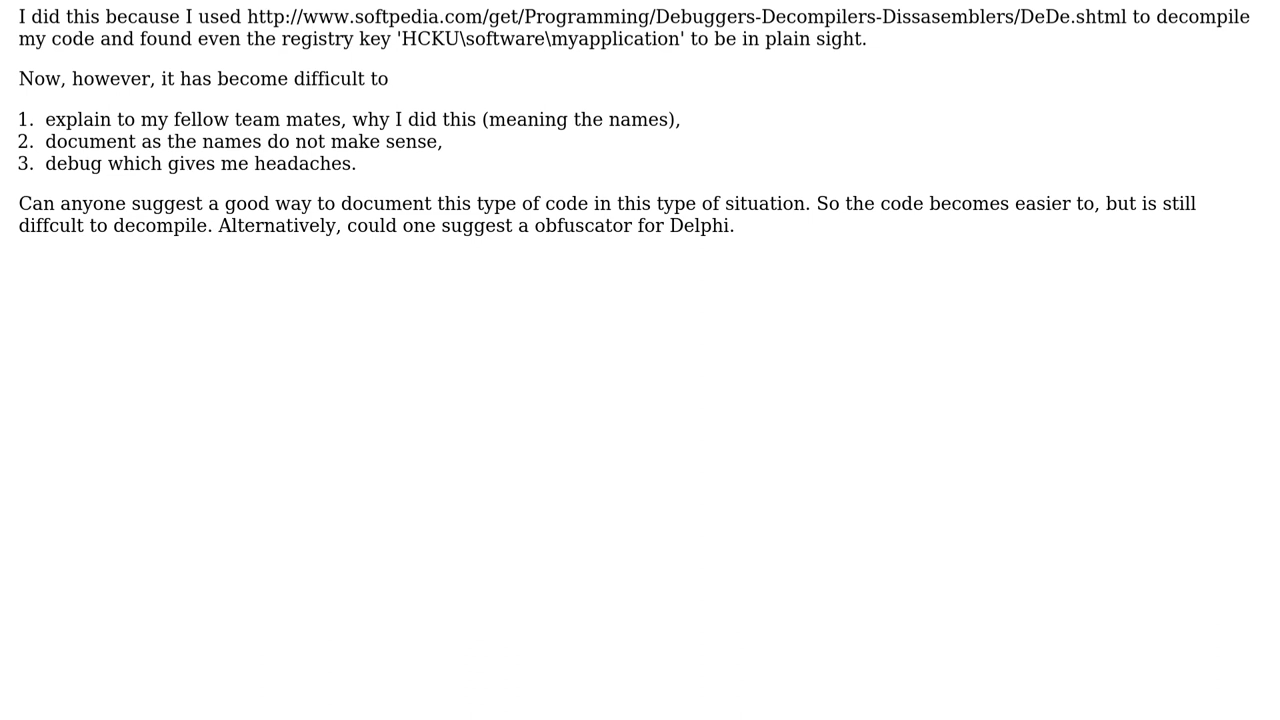 I did this because I used http://www.softpedia.com/get/Programming/Debuggers-Decompilers-Dissasemblers/DeDe.shtml to decompile
my code and found even the registry key 'HCKU\software\myapplication' to be in plain sight.
Now, however, it has become difficult to
1. explain to my fellow team mates, why I did this (meaning the names),
2. document as the names do not make sense,
3. debug which gives me headaches.
Can anyone suggest a good way to document this type of code in this type of situation. So the code becomes easier to, but is still
diffcult to decompile. Alternatively, could one suggest a obfuscator for Delphi.